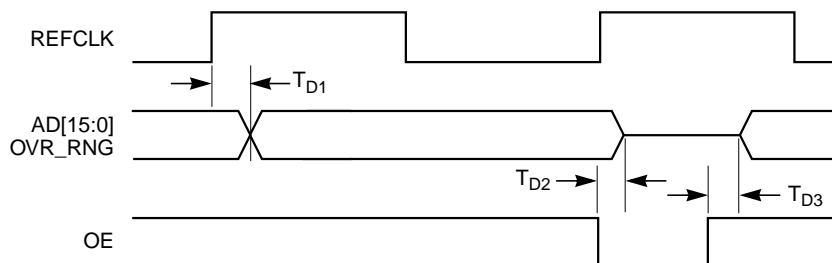 REFCLK
T_D1
AD[15:0]
OVR_RNG
T_D2
T_D3
OE